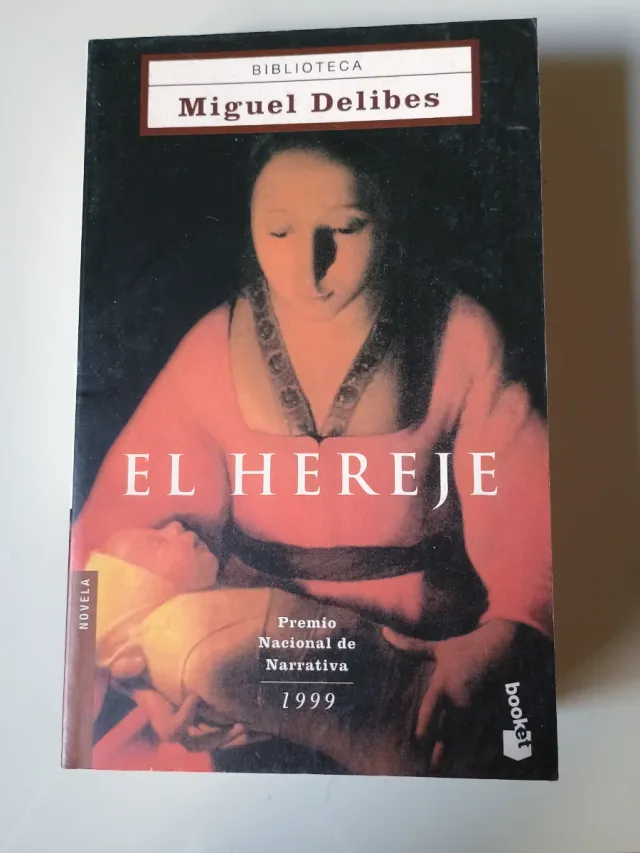 BIBLIOTECA
Miguel Delibes
EL HEREJE
NOVELA
Premio
Nacional de
Narrativa
1999
booket